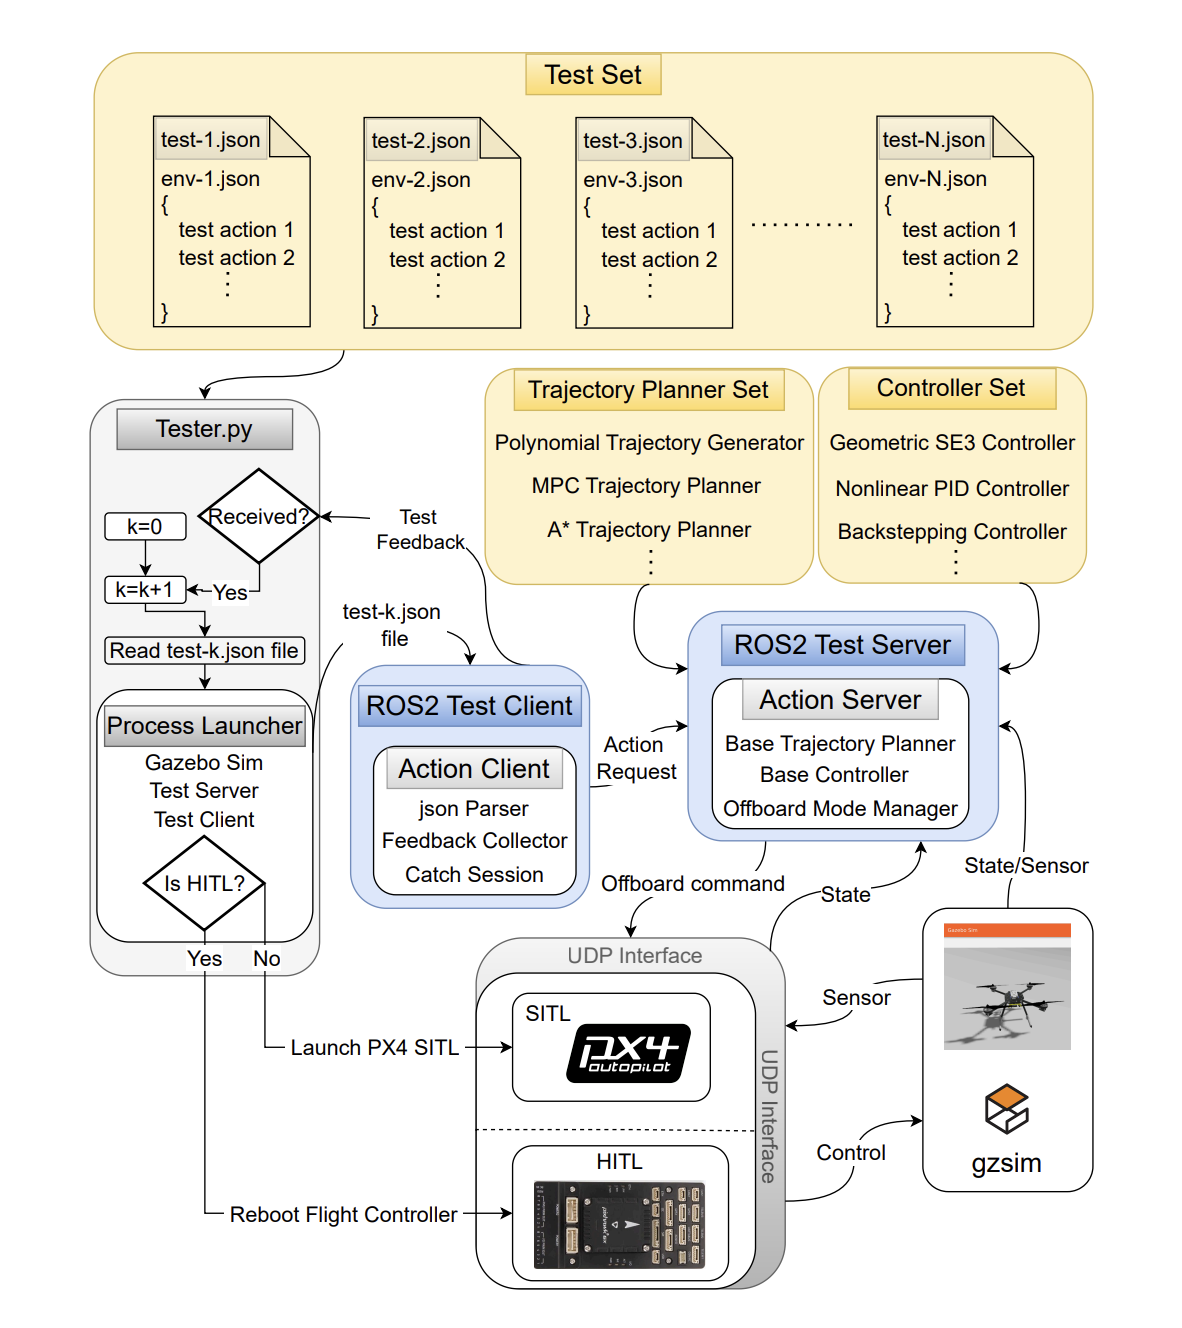 Test Set
test-1.json
env-1.json
{
test action 1
test action 2
}
test-2.json
env-2.json
{
test action 1
test action 2
}
test-3.json
env-3.json
{
test action 1
test action 2
}
test-N.json
env-N.json
{
test action 1
test action 2
}
Tester.py
Received?
k=0
k=k+1
Yes
Read test-k.json file
Process Launcher
Gazebo Sim
Test Server
Test Client
Is HITL?
Yes
No
Test
Feedback
test-k.json
file
Trajectory Planner Set
Polynomial Trajectory Generator
MPC Trajectory Planner
A* Trajectory Planner
Controller Set
Geometric SE3 Controller
Nonlinear PID Controller
Backstepping Controller
ROS2 Test Client
Action Client
json Parser
Feedback Collector
Catch Session
Action
Request
ROS2 Test Server
Action Server
Base Trajectory Planner
Base Controller
Offboard Mode Manager
Offboard command
State
State/Sensor
UDP Interface
UDP Interface
SITL
px4
autopilot
Launch PX4 SITL
HITL
Reboot Flight Controller
Sensor
Control
Gazebo Sim
gzsim